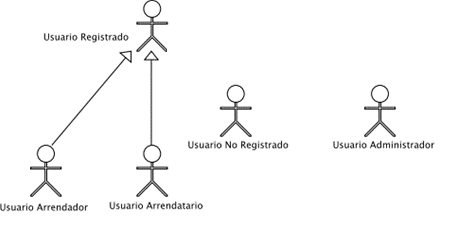 Usuario Registrado
Usuario No Registrado
Usuario Administrador
Usuario Arrendador
Usuario Arrendatario